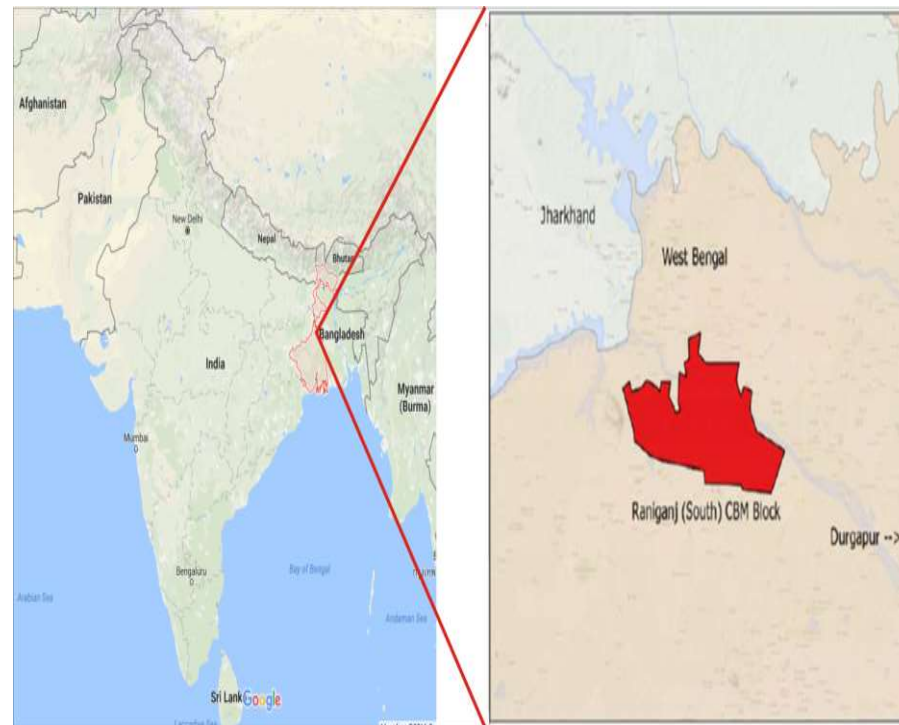 Afghanistan
Pakistan
New Delhi
Nepal
Bhutan
Bangladesh
India
Myanmar
(Burma)
Mumbai
Bay of Bengal
Bengaluru
Arabian Sea
Andaman Sea
Sri Lank
Google
Jharkhand
West Bengal
Raniganj (South) CBM Block
Durgapur -->